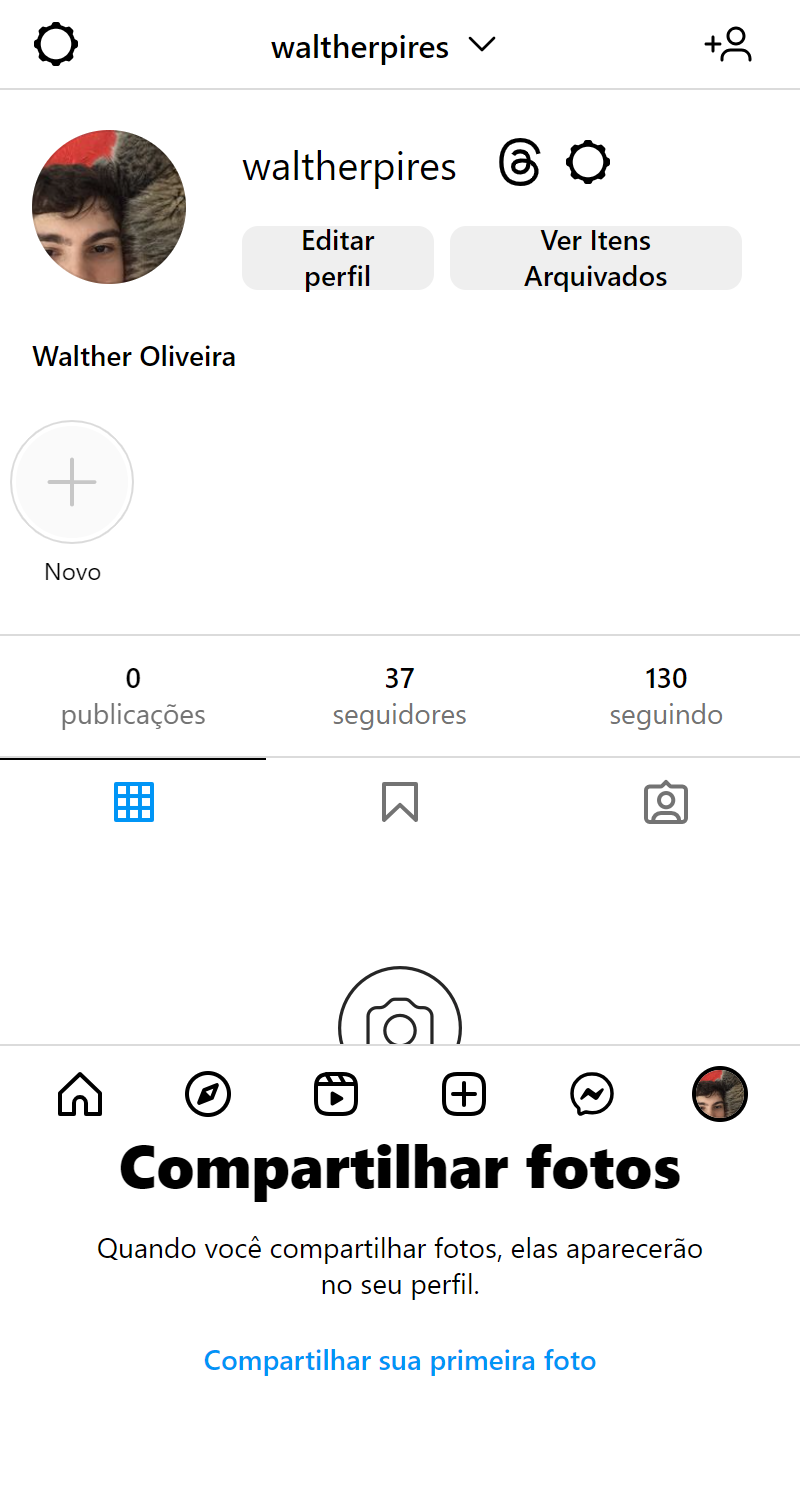 waltherpires
waltherpires
Editar
perfil
Ver Itens
Arquivados
Walther Oliveira
Novo
0
publicações
37
seguidores
130
seguindo
Compartilhar fotos
Quando você compartilhar fotos, elas aparecerão
no seu perfil.
Compartilhar sua primeira foto